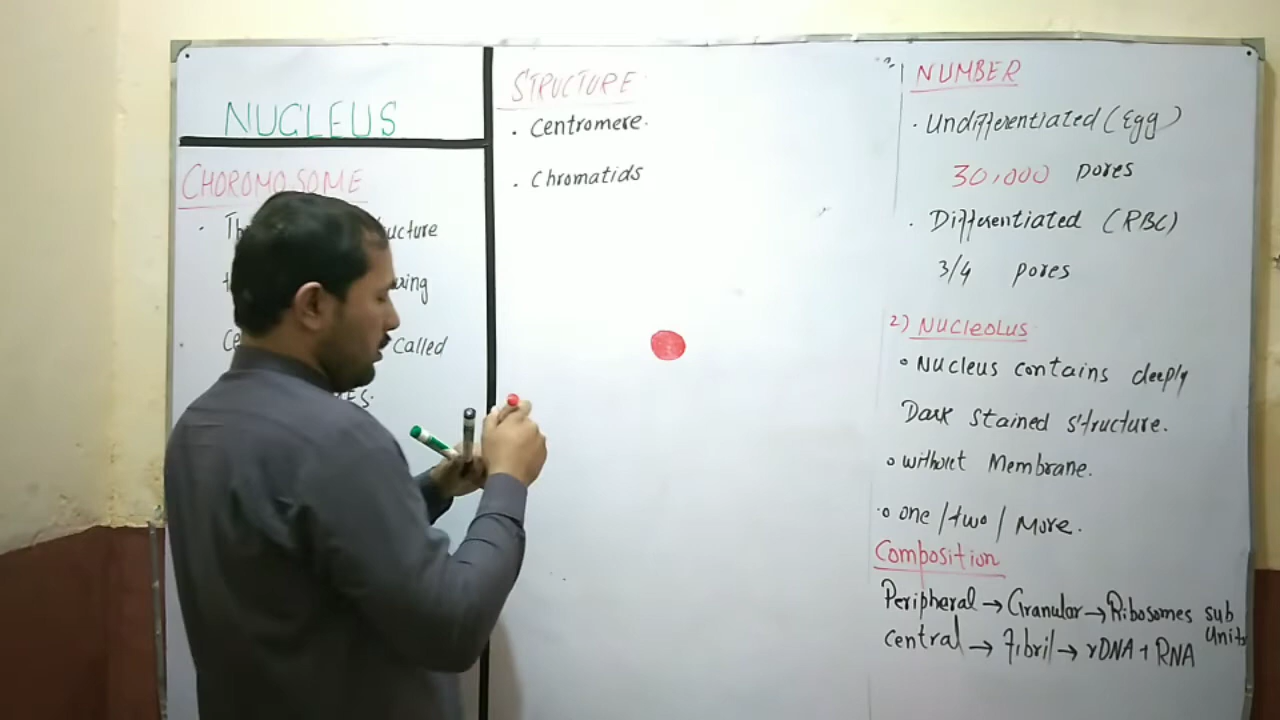 NUCLEUS
CHOROMOSOME
ucture
ring
called
STRUCTURE
. Centromere.
. Chromatids
NUMBER
. Undifferentiated (Egg)
30,000 pores
. Differentiated (RBC)
3/4 pores
2) NUCLEOLUS
o Nucleus contains deeply
Dark stained structure.
o without Membrane.
o one / two / More.
Composition
Peripheral → Granular → Ribosomes sub
Units
central → Fibril → rDNA + RNA